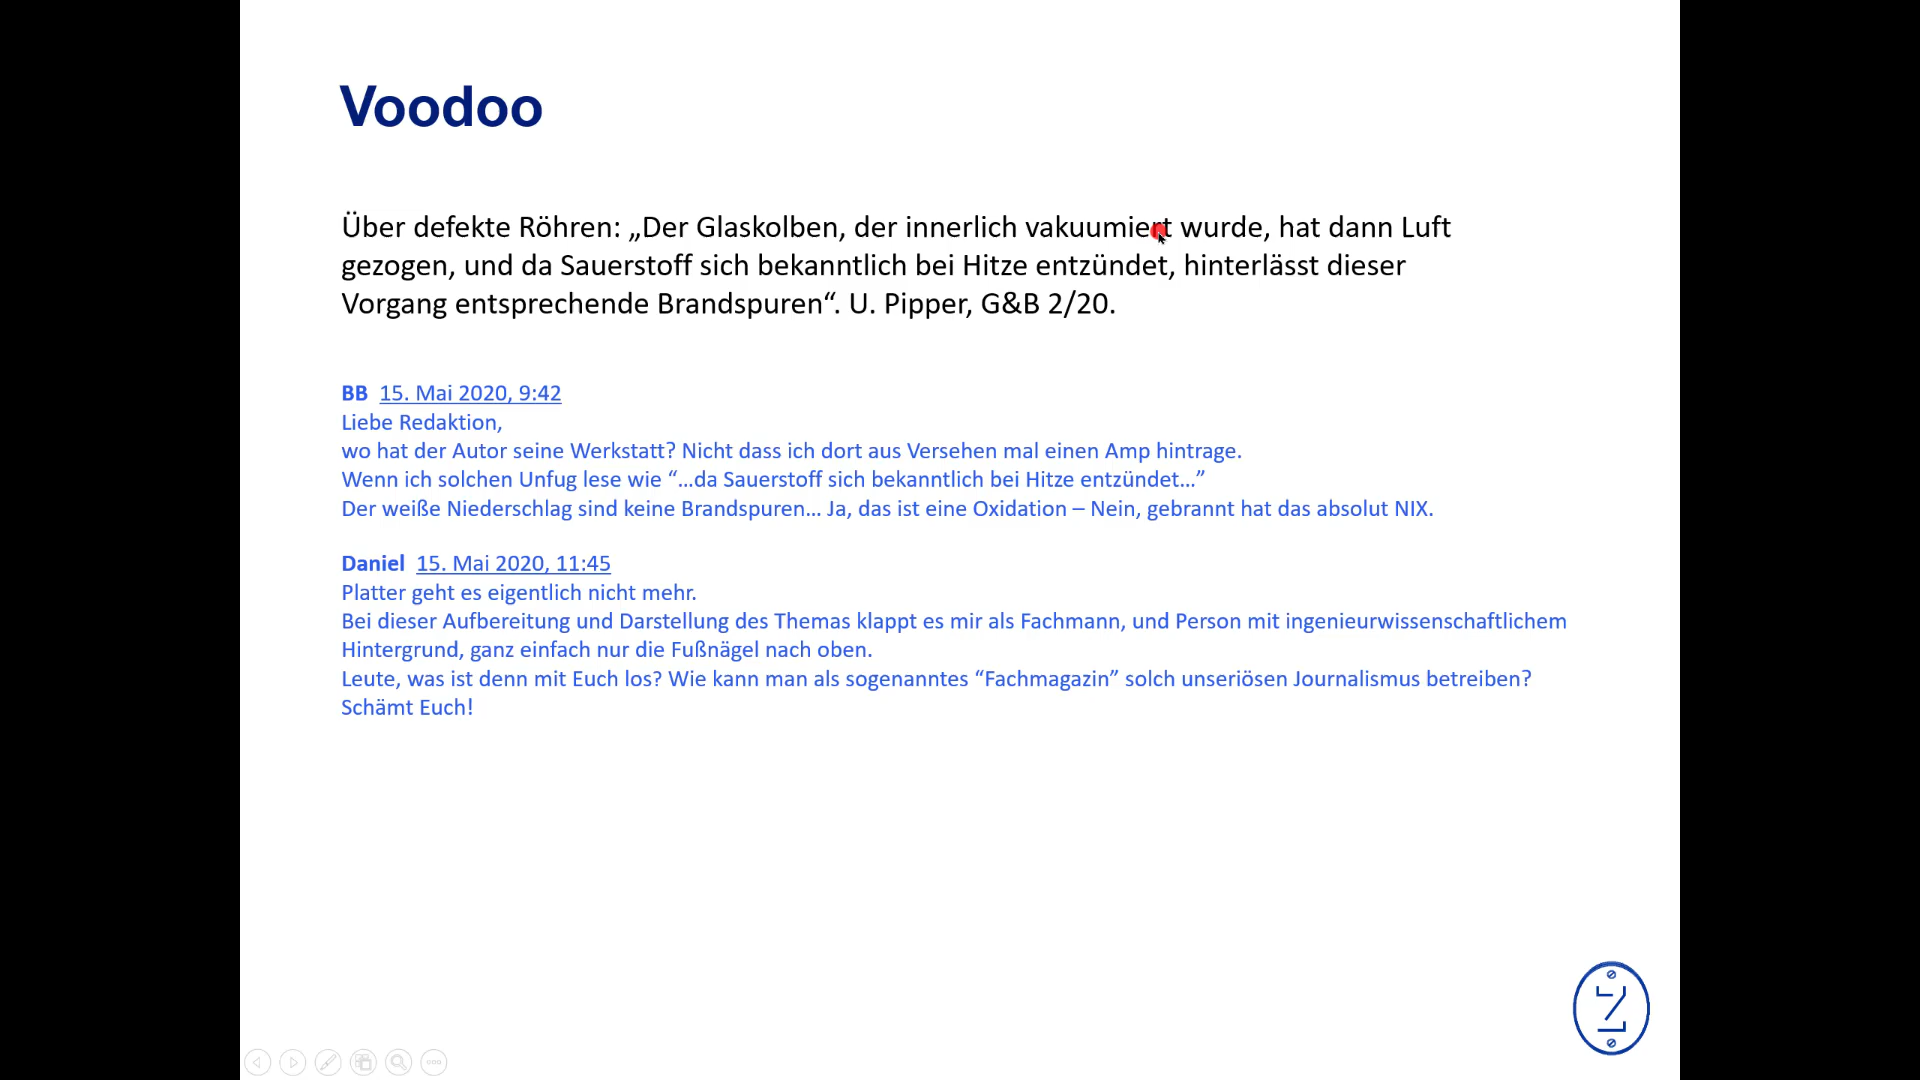 Voodoo
Über defekte Röhren: „Der Glaskolben, der innerlich vakuumiert wurde, hat dann Luft
gezogen, und da Sauerstoff sich bekanntlich bei Hitze entzündet, hinterlässt dieser
Vorgang entsprechende Brandspuren“. U. Pipper, G&B 2/20.
BB 15. Mai 2020, 9:42
Liebe Redaktion,
wo hat der Autor seine Werkstatt? Nicht dass ich dort aus Versehen mal einen Amp hintrage.
Wenn ich solchen Unfug lese wie “…da Sauerstoff sich bekanntlich bei Hitze entzündet…”
Der weiße Niederschlag sind keine Brandspuren… Ja, das ist eine Oxidation – Nein, gebrannt hat das absolut NIX.
Daniel 15. Mai 2020, 11:45
Platter geht es eigentlich nicht mehr.
Bei dieser Aufbereitung und Darstellung des Themas klappt es mir als Fachmann, und Person mit ingenieurwissenschaftlichem
Hintergrund, ganz einfach nur die Fußnägel nach oben.
Leute, was ist denn mit Euch los? Wie kann man als sogenanntes “Fachmagazin” solch unseriösen Journalismus betreiben?
Schämt Euch!